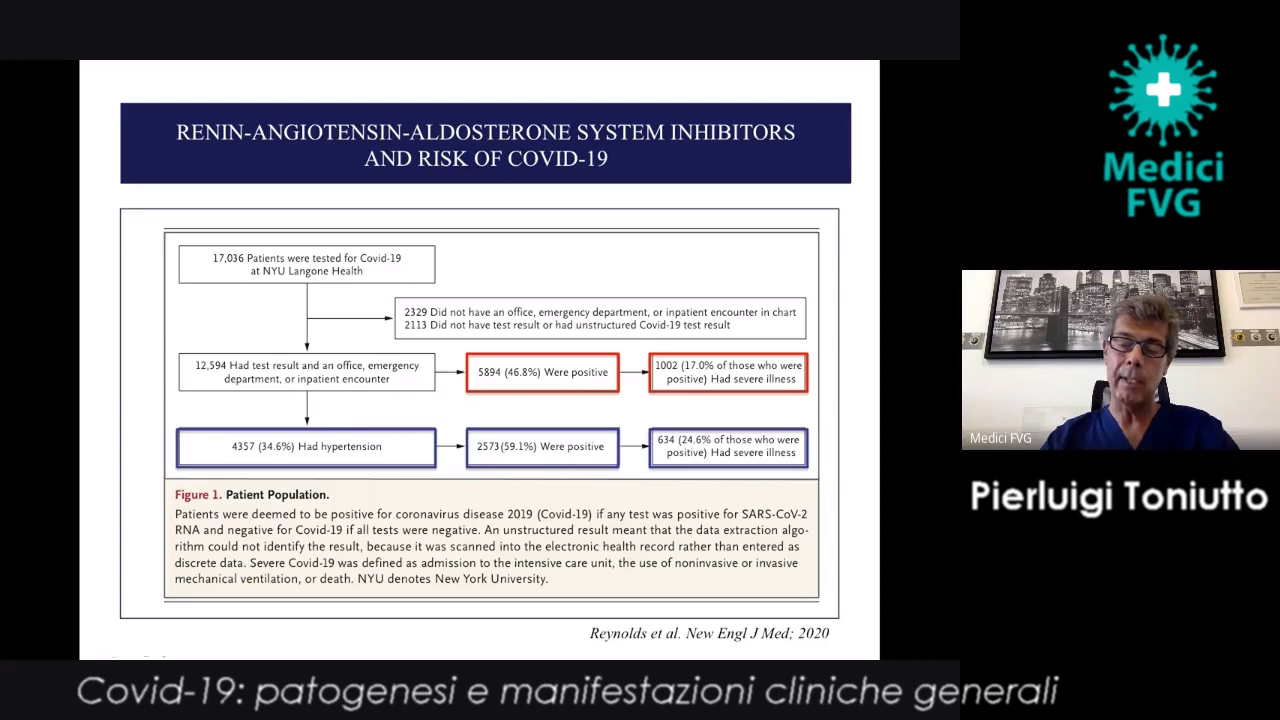 RENIN-ANGIOTENSIN-ALDOSTERONE SYSTEM INHIBITORS
AND RISK OF COVID-19
17,036 Patients were tested for Covid-19
at NYU Langone Health
2329 Did not have an office, emergency department, or inpatient encounter in chart
2113 Did not have test result or had unstructured Covid-19 test result
12,594 Had test result and an office, emergency
department, or inpatient encounter
5894 (46.8%) Were positive
1002 (17.0% of those who were
positive) Had severe illness
4357 (34.6%) Had hypertension
2573 (59.1%) Were positive
634 (24.6% of those who were
positive) Had severe illness
Figure 1. Patient Population.
Patients were deemed to be positive for coronavirus disease 2019 (Covid-19) if any test was positive for SARS-CoV-2
RNA and negative for Covid-19 if all tests were negative. An unstructured result meant that the data extraction algo-
rithm could not identify the result, because it was scanned into the electronic health record rather than entered as
discrete data. Severe Covid-19 was defined as admission to the intensive care unit, the use of noninvasive or invasive
mechanical ventilation, or death. NYU denotes New York University.
Reynolds et al. New Engl J Med; 2020
Medici
FVG
Medici FVG
Pierluigi Toniutto
Covid-19: patogenesi e manifestazioni cliniche generali